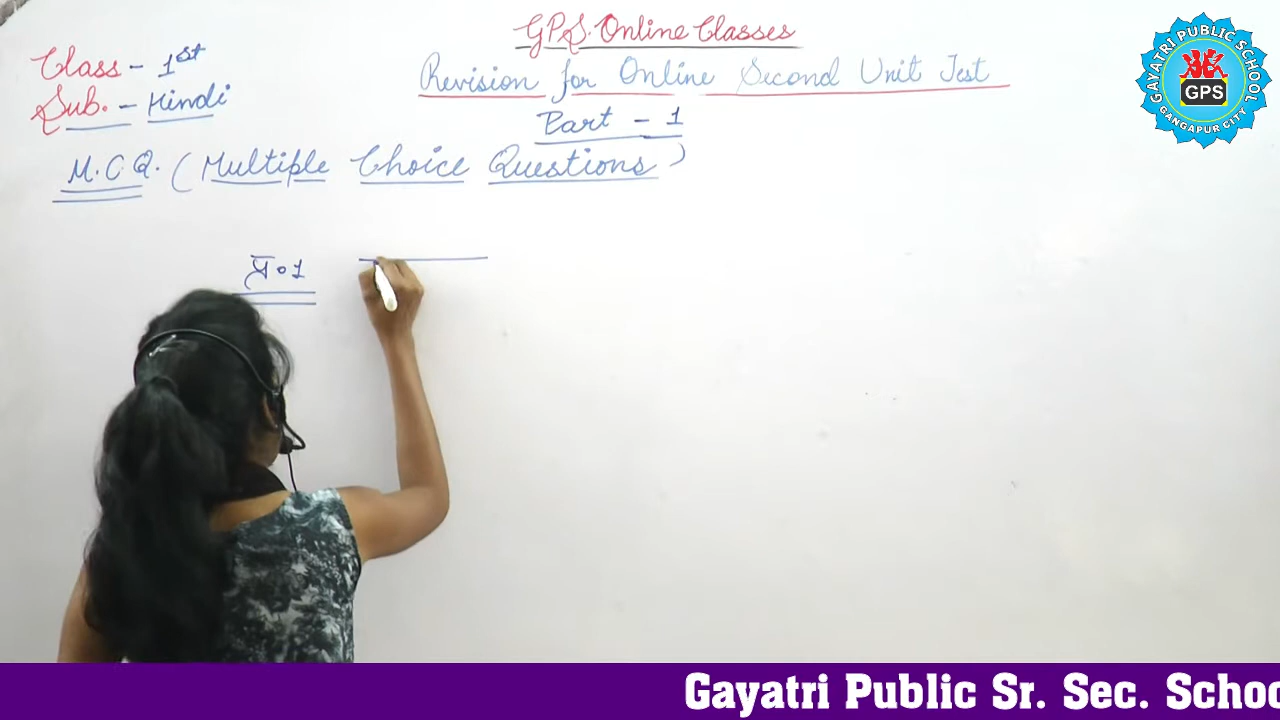 GPS. Online Classes
Class - 1st
Revision for Online Second Unit Test
Sub. - Hindi
Part - 1
M.C.Q. (Multiple Choice Questions)
प्र०1
GAYATRI PUBLIC SCHOOL
GPS
GANGAPUR CITY
Gayatri Public Sr. Sec. Schoo